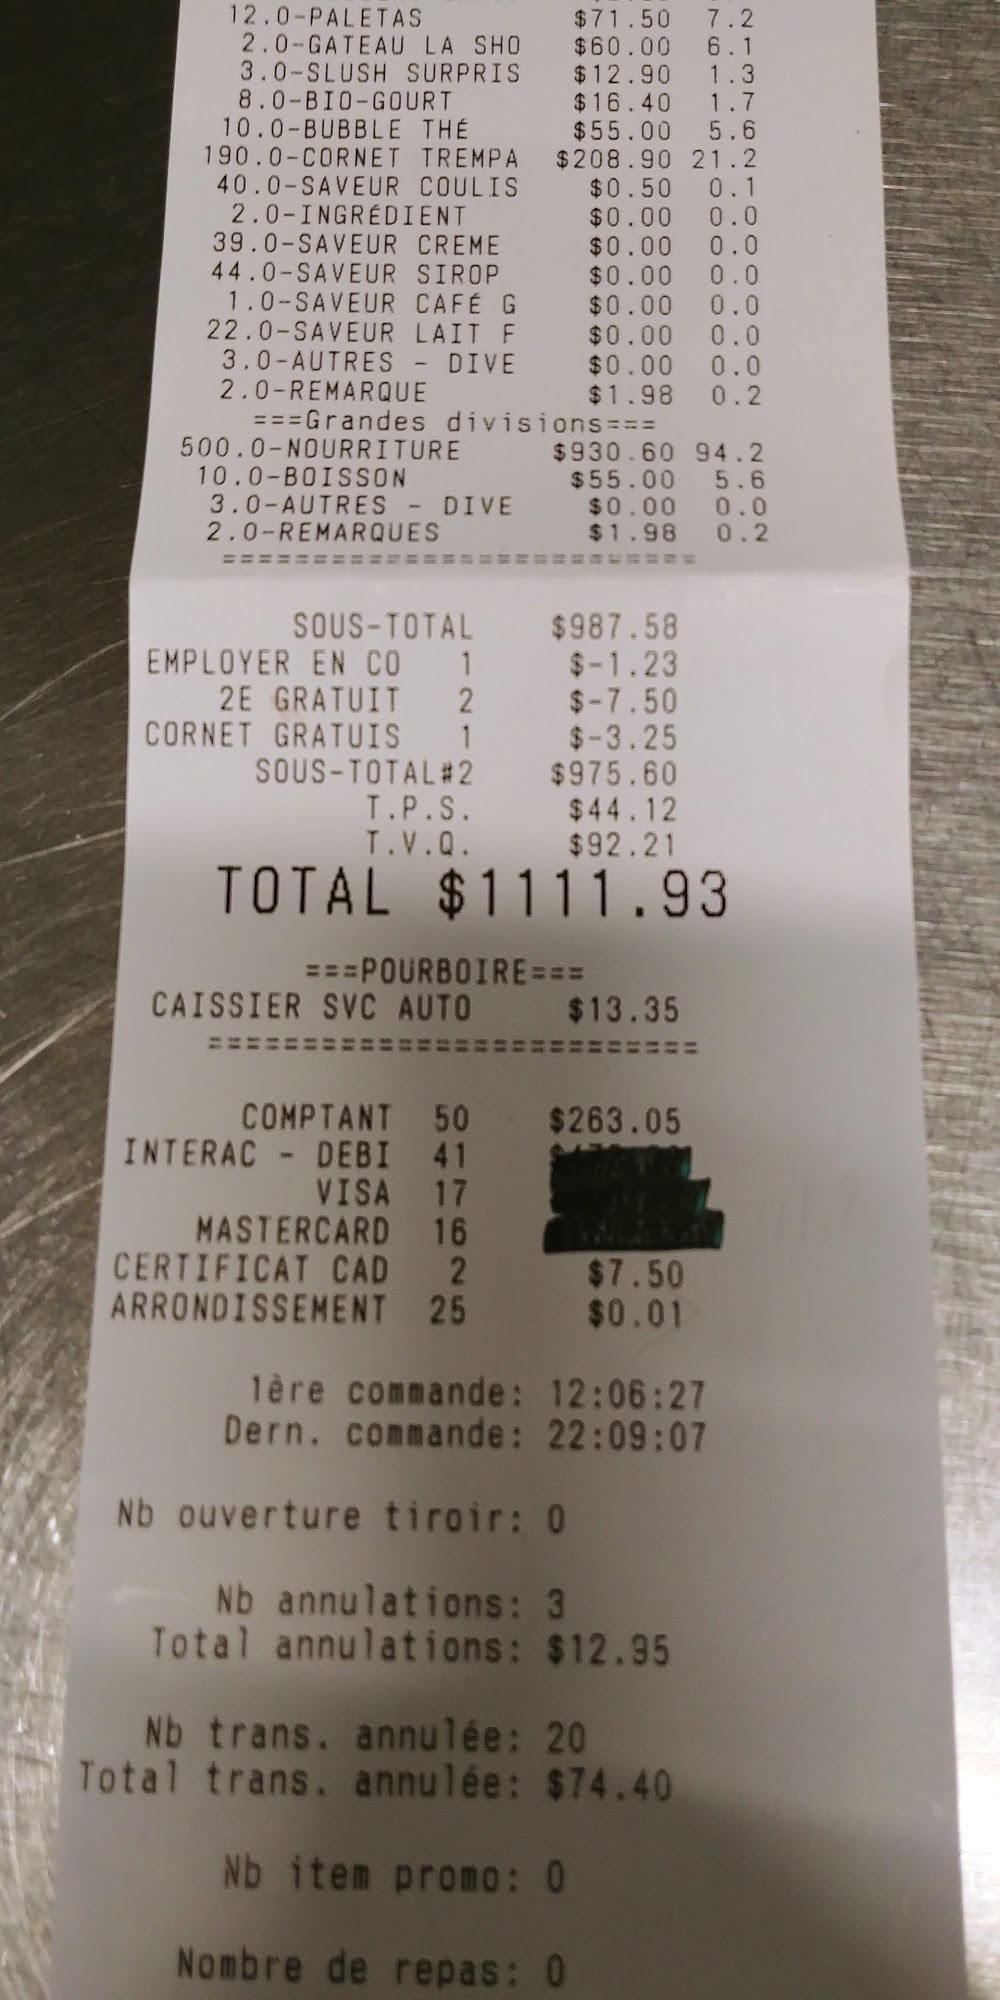 12.0-PALETAS $71.50 7.2
2.0-GATEAU LA SHO $60.00 6.1
3.0-SLUSH SURPRIS $12.90 1.3
8.0-BIO-GOURT $16.40 1.7
10.0-BUBBLE THÉ $55.00 5.6
190.0-CORNET TREMPA $208.90 21.2
40.0-SAVEUR COULIS $0.50 0.1
2.0-INGRÉDIENT $0.00 0.0
39.0-SAVEUR CREME $0.00 0.0
44.0-SAVEUR SIROP $0.00 0.0
1.0-SAVEUR CAFÉ G $0.00 0.0
22.0-SAVEUR LAIT F $0.00 0.0
3.0-AUTRES - DIVE $0.00 0.0
2.0-REMARQUE $1.98 0.2
===Grandes divisions===
500.0-NOURRITURE $930.60 94.2
10.0-BOISSON $55.00 5.6
3.0-AUTRES - DIVE $0.00 0.0
2.0-REMARQUES $1.98 0.2
===========================
SOUS-TOTAL $987.58
EMPLOYER EN CO 1 $-1.23
2E GRATUIT 2 $-7.50
CORNET GRATUIS 1 $-3.25
SOUS-TOTAL#2 $975.60
T.P.S. $44.12
T.V.Q. $92.21
TOTAL $1111.93
===POURBOIRE===
CAISSIER SVC AUTO $13.35
===========================
COMPTANT 50 $263.05
INTERAC - DEBI 41
VISA 17
MASTERCARD 16
CERTIFICAT CAD 2 $7.50
ARRONDISSEMENT 25 $0.01
1ère commande: 12:06:27
Dern. commande: 22:09:07
Nb ouverture tiroir: 0
Nb annulations: 3
Total annulations: $12.95
Nb trans. annulée: 20
Total trans. annulée: $74.40
Nb item promo: 0
Nombre de repas: 0